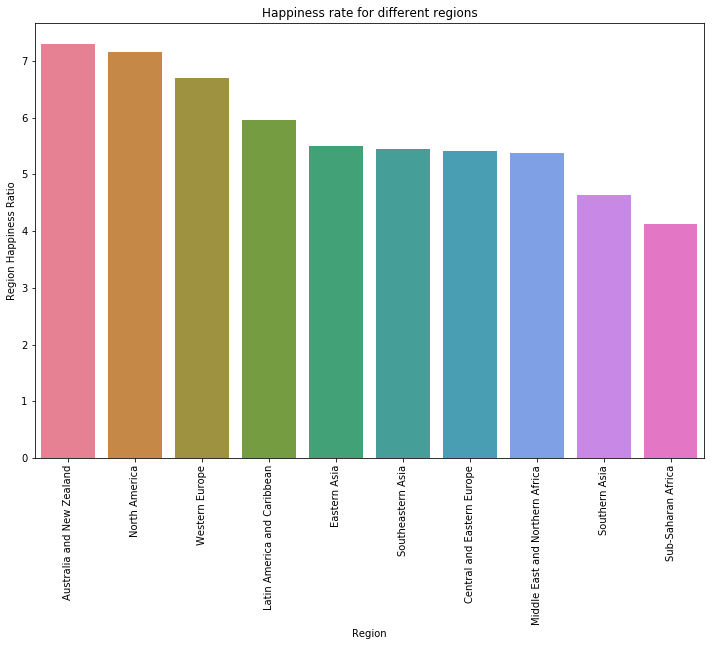 Happiness rate for different regions
Region Happiness Ratio
7
6
5
4
3
2
1
0
Australia and New Zealand
North America
Western Europe
Latin America and Caribbean
Eastern Asia
Southeastern Asia
Central and Eastern Europe
Middle East and Northern Africa
Southern Asia
Sub-Saharan Africa
Region